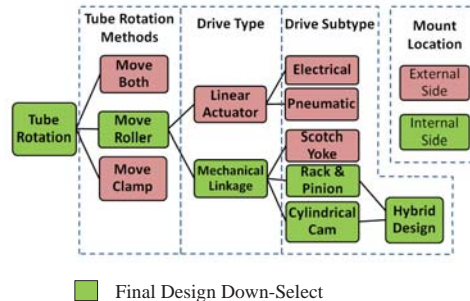 Tube Rotation
Methods
Drive Type
Drive Subtype
Mount
Location
Tube
Rotation
Move
Both
Move
Roller
Move
Clamp
Linear
Actuator
Mechanical
Linkage
Electrical
Pneumatic
Scotch
Yoke
Rack &
Pinion
Cylindrical
Cam
Hybrid
Design
External
Side
Internal
Side
Final Design Down-Select